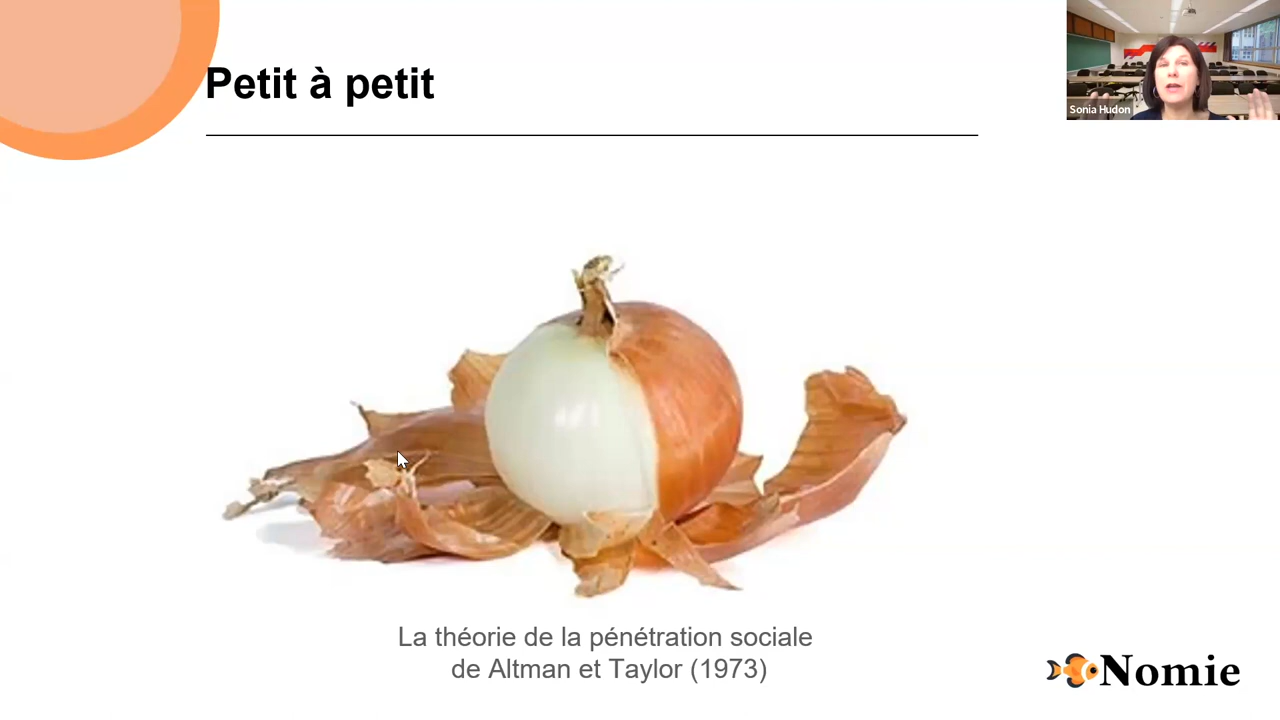 Petit à petit
Sonia Hudon
La théorie de la pénétration sociale
de Altman et Taylor (1973)
Nomie